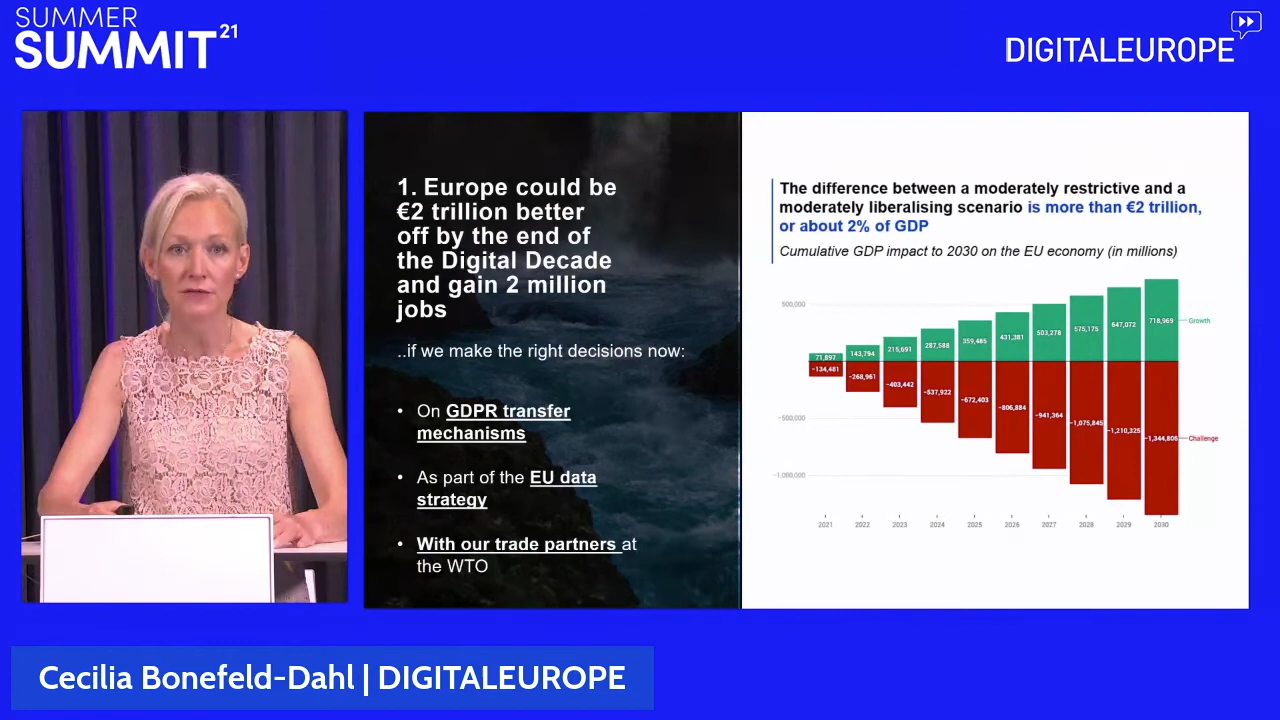 SUMMER
SUMMIT²¹
DIGITALEUROPE
1. Europe could be
€2 trillion better
off by the end of
the Digital Decade
and gain 2 million
jobs
..if we make the right decisions now:
• On GDPR transfer
mechanisms
• As part of the EU data
strategy
• With our trade partners at
the WTO
The difference between a moderately restrictive and a
moderately liberalising scenario is more than €2 trillion,
or about 2% of GDP
Cumulative GDP impact to 2030 on the EU economy (in millions)
500,000
−500,000
−1,000,000
71,897
143,794
215,691
287,588
359,485
431,381
503,278
575,175
647,072
718,969
Growth
−134,481
−268,961
−403,442
−537,922
−672,403
−806,884
−941,364
−1,075,845
−1,210,325
−1,344,806
Challenge
2021
2022
2023
2024
2025
2026
2027
2028
2029
2030
Cecilia Bonefeld-Dahl | DIGITALEUROPE